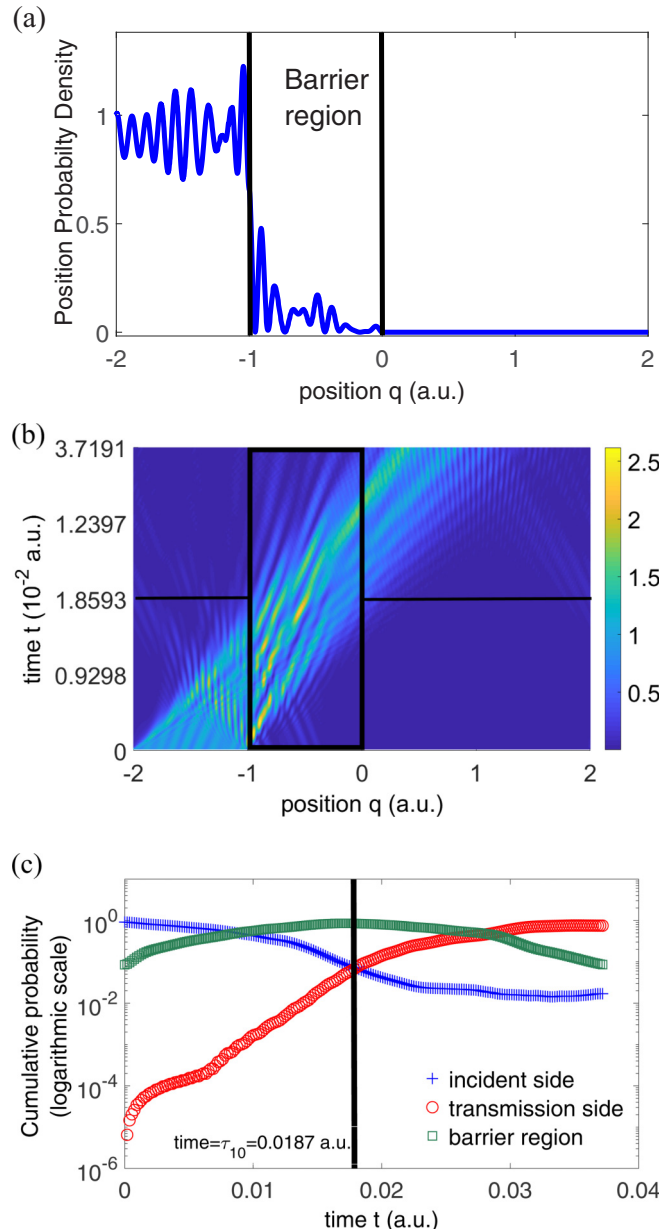 (a)
Position Probabilty Density
1
0.5
0
Barrier
region
-2
-1
0
1
2
position q (a.u.)
(b)
time t (10⁻² a.u.)
3.7191
1.2397
1.8593
0.9298
0
-2
-1
0
1
2
position q (a.u.)
2.5
2
1.5
1
0.5
(c)
Cumulative probability
(logarithmic scale)
10⁰
10⁻²
10⁻⁴
10⁻⁶
incident side
transmission side
barrier region
time=τ₁₀=0.0187 a.u.
0
0.01
0.02
0.03
0.04
time t (a.u.)